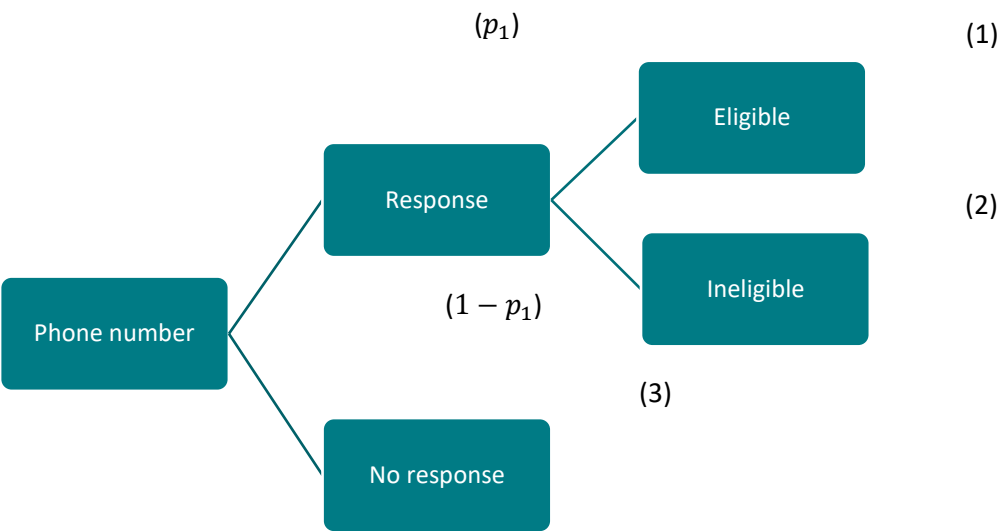 (p₁)
(1)
Eligible
Response
(2)
Ineligible
(1 − p₁)
Phone number
(3)
No response